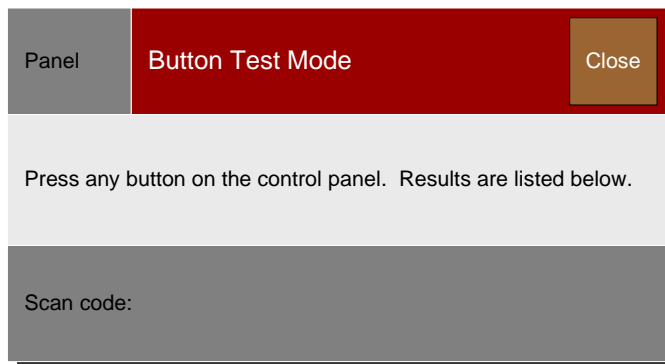 Panel
Button Test Mode
Close
Press any button on the control panel.  Results are listed below.
Scan code: